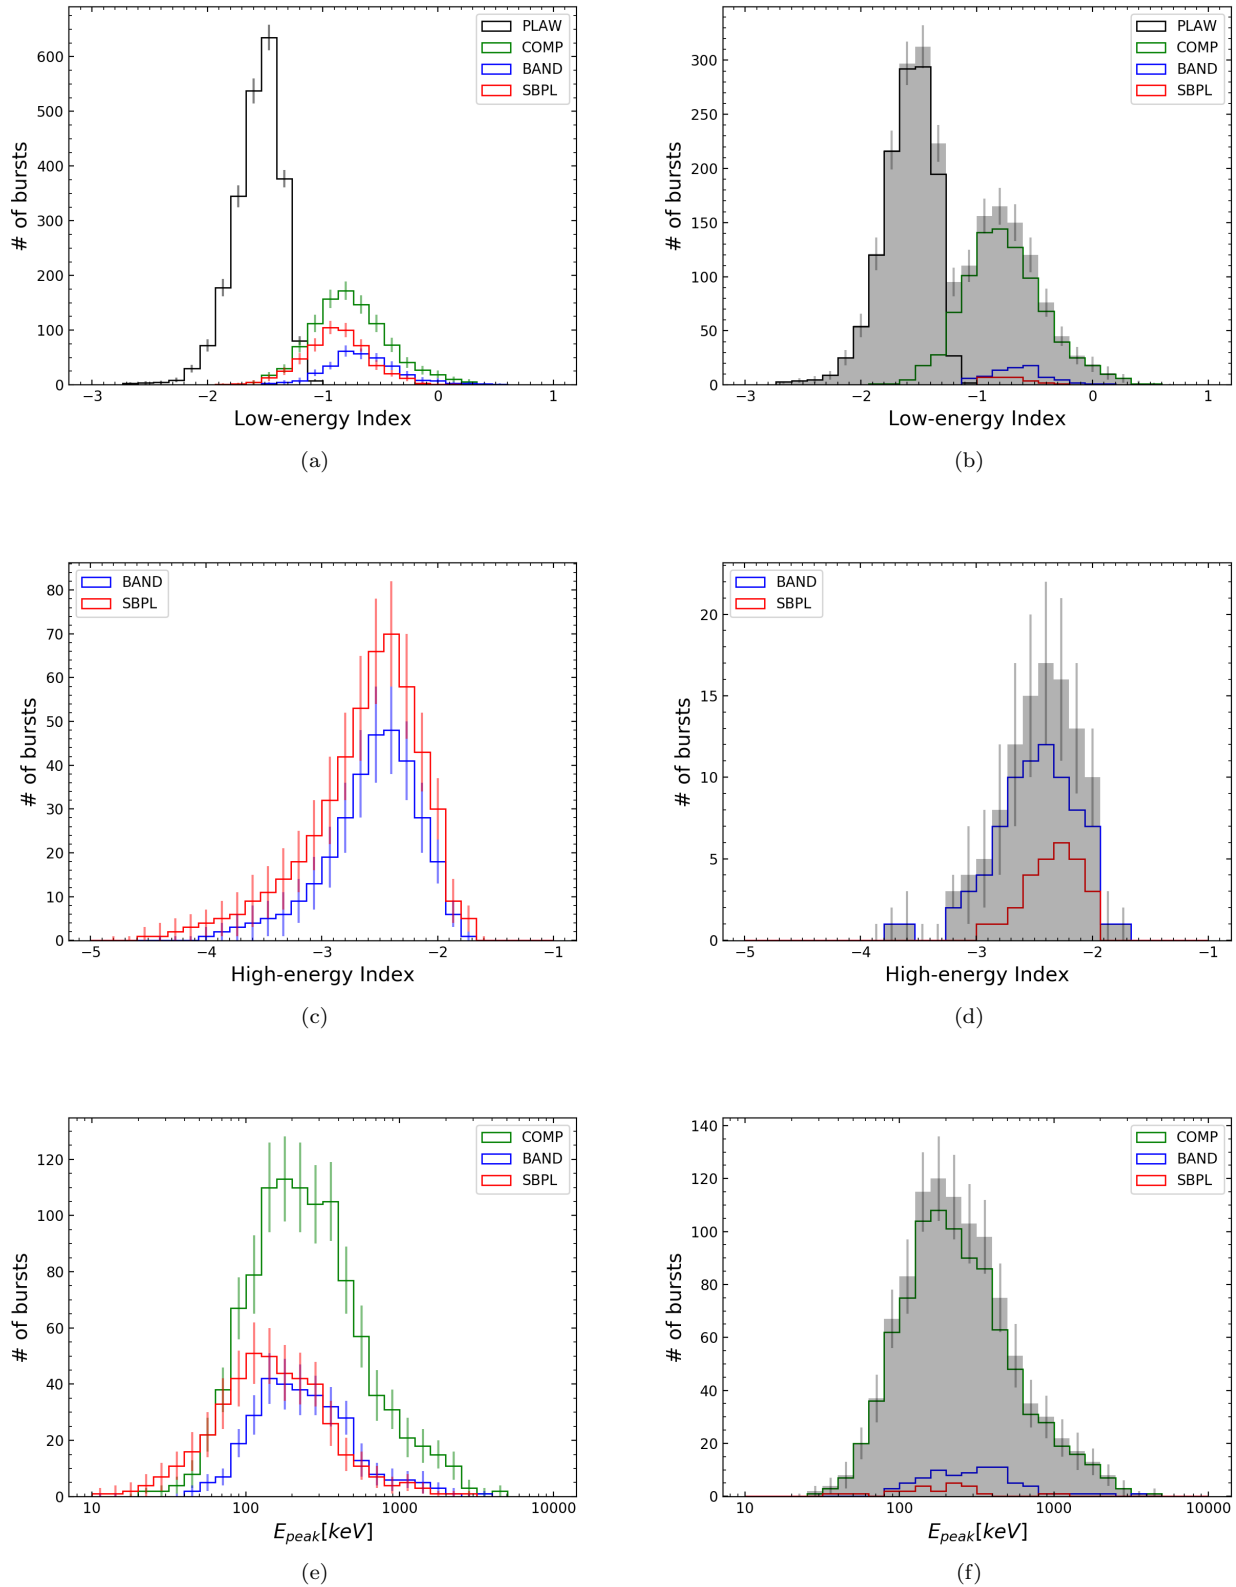 PLAW
COMP
BAND
SBPL
# of bursts
600
500
400
300
200
100
0
−3 −2 −1 0 1
Low-energy Index
(a)
PLAW
COMP
BAND
SBPL
# of bursts
300
250
200
150
100
50
0
−3 −2 −1 0 1
Low-energy Index
(b)
BAND
SBPL
# of bursts
80
70
60
50
40
30
20
10
0
−5 −4 −3 −2 −1
High-energy Index
(c)
BAND
SBPL
# of bursts
20
15
10
5
0
−5 −4 −3 −2 −1
High-energy Index
(d)
COMP
BAND
SBPL
# of bursts
120
100
80
60
40
20
0
10 100 1000 10000
E_peak[keV]
(e)
COMP
BAND
SBPL
# of bursts
140
120
100
80
60
40
20
0
10 100 1000 10000
E_peak[keV]
(f)